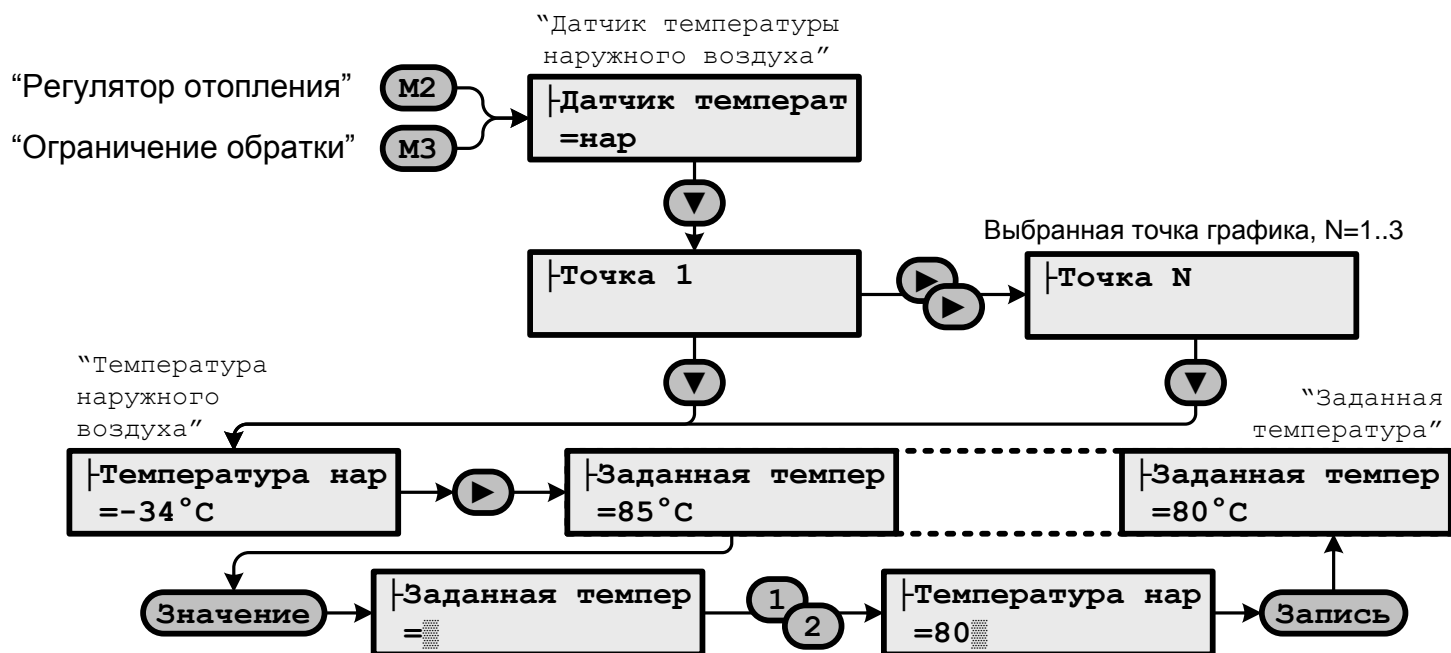 “Датчик температуры
наружного воздуха”
“Регулятор отопления”
М2
├Датчик температ
=нар
“Ограничение обратки”
М3
▼
Выбранная точка графика, N=1..3
├Точка 1
►
►
├Точка N
▼
▼
“Температура
наружного
воздуха”
“Заданная
температура”
├Температура нар
=-34°C
►
├Заданная темпер
=85°C
├Заданная темпер
=80°C
Значение
├Заданная темпер
=▒
1
2
├Температура нар
=80▒
Запись